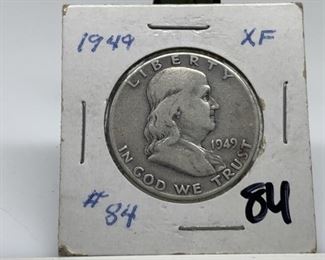 1949 XF
LIBERTY
1949
IN GOD WE TRUST
# 84
84